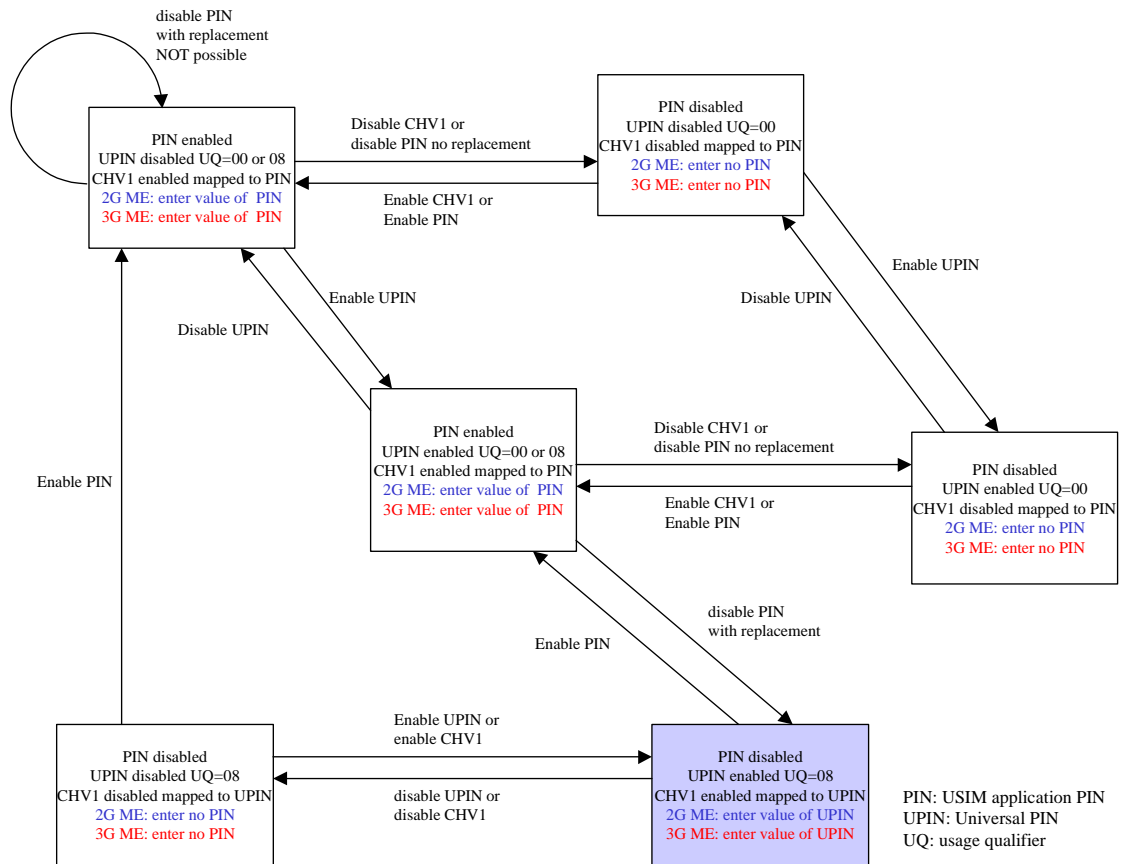 disable PIN
with replacement
NOT possible
PIN enabled
UPIN disabled UQ=00 or 08
CHV1 enabled mapped to PIN
2G ME: enter value of PIN
3G ME: enter value of PIN
Disable CHV1 or
disable PIN no replacement
Enable CHV1 or
Enable PIN
PIN disabled
UPIN disabled UQ=00
CHV1 disabled mapped to PIN
2G ME: enter no PIN
3G ME: enter no PIN
Enable UPIN
Disable UPIN
Enable UPIN
Disable UPIN
PIN enabled
UPIN enabled UQ=00 or 08
CHV1 enabled mapped to PIN
2G ME: enter value of PIN
3G ME: enter value of PIN
Disable CHV1 or
disable PIN no replacement
Enable CHV1 or
Enable PIN
PIN disabled
UPIN enabled UQ=00
CHV1 disabled mapped to PIN
2G ME: enter no PIN
3G ME: enter no PIN
Enable PIN
disable PIN
with replacement
Enable PIN
PIN disabled
UPIN disabled UQ=08
CHV1 disabled mapped to UPIN
2G ME: enter no PIN
3G ME: enter no PIN
Enable UPIN or
enable CHV1
disable UPIN or
disable CHV1
PIN disabled
UPIN enabled UQ=08
CHV1 enabled mapped to UPIN
2G ME: enter value of UPIN
3G ME: enter value of UPIN
PIN: USIM application PIN
UPIN: Universal PIN
UQ: usage qualifier